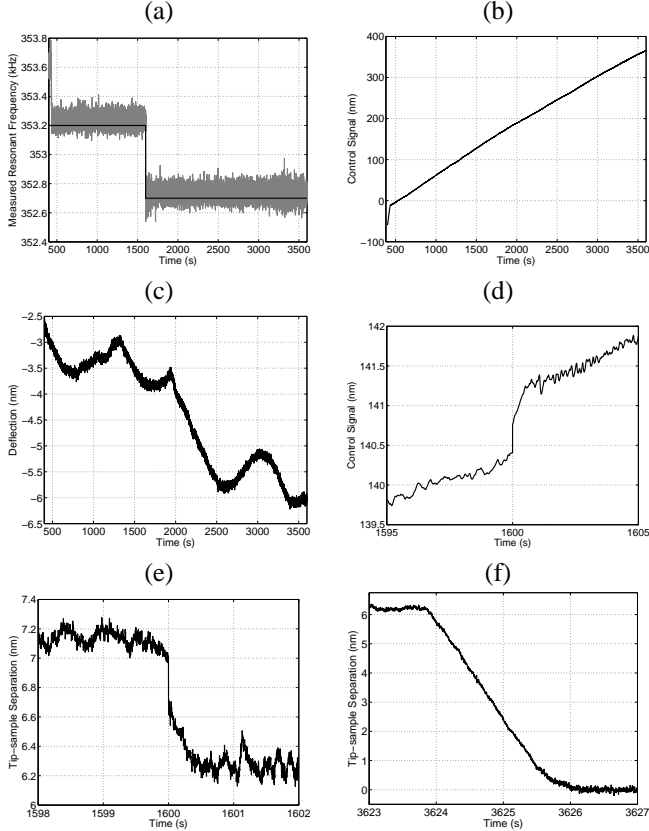 (a)
353.8
353.6
353.4
353.2
353
352.8
352.6
352.4
500 1000 1500 2000 2500 3000 3500
Time (s)
Measured Resonant Frequency (kHz)
(b)
400
300
200
100
0
−100
500 1000 1500 2000 2500 3000 3500
Time (s)
Control Signal (nm)
(c)
−2.5
−3
−3.5
−4
−4.5
−5
−5.5
−6
−6.5
500 1000 1500 2000 2500 3000 3500
Time (s)
Deflection (nm)
(d)
142
141.5
141
140.5
140
139.5
1595 1600 1605
Time (s)
Control Signal (nm)
(e)
7.4
7.2
7
6.8
6.6
6.4
6.2
6
1598 1599 1600 1601 1602
Time (s)
Tip−sample Separation (nm)
(f)
6
5
4
3
2
1
0
3623 3624 3625 3626 3627
Time (s)
Tip−sample Separation (nm)